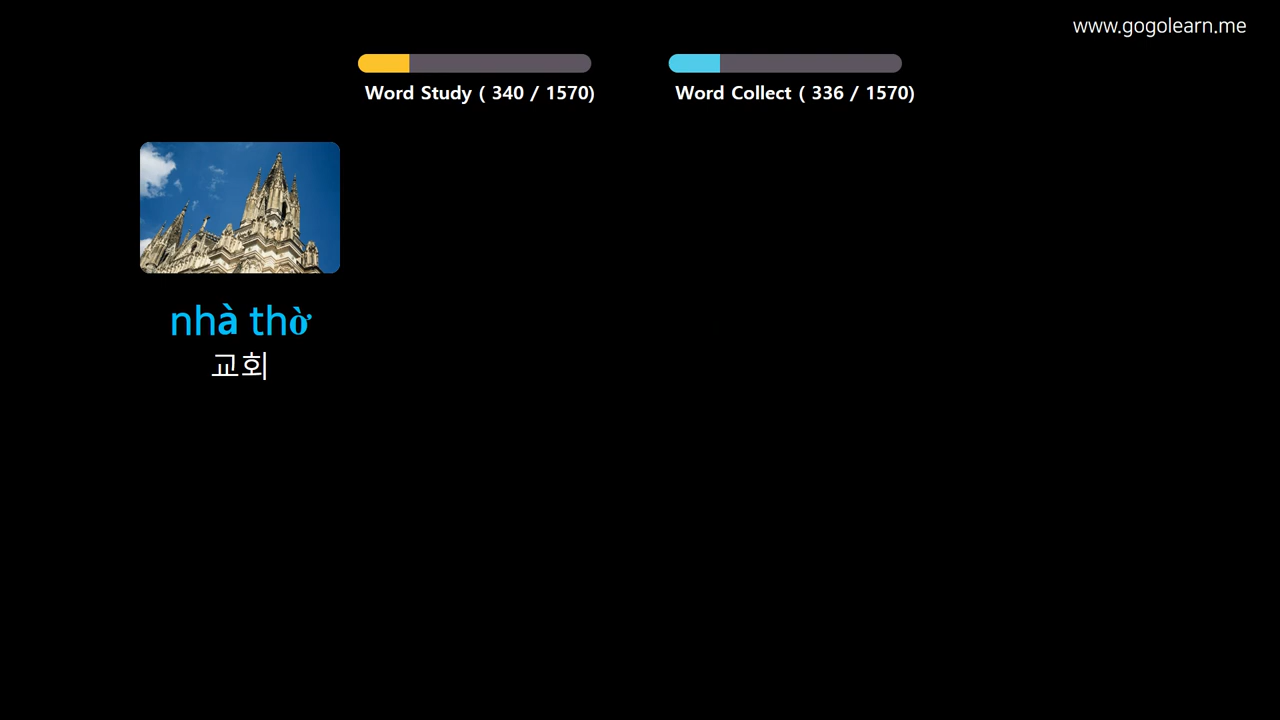 www.gogolearn.me
Word Study ( 340 / 1570)
Word Collect ( 336 / 1570)
nhà thờ
교회